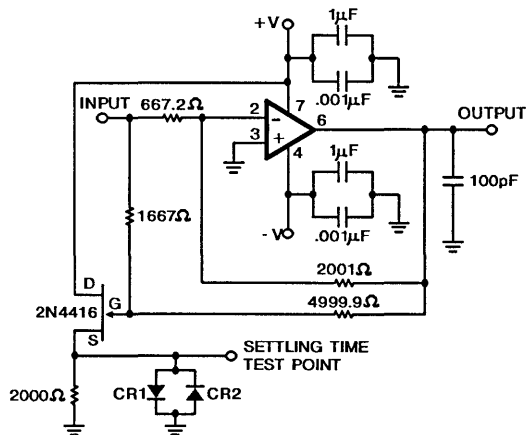 +V
1µF
.001µF
INPUT
667.2Ω
2
7
6
3
4
OUTPUT
1µF
.001µF
100pF
-V
1667Ω
2001Ω
4999.9Ω
D
G
2N4416
S
SETTLING TIME
TEST POINT
2000Ω
CR1
CR2